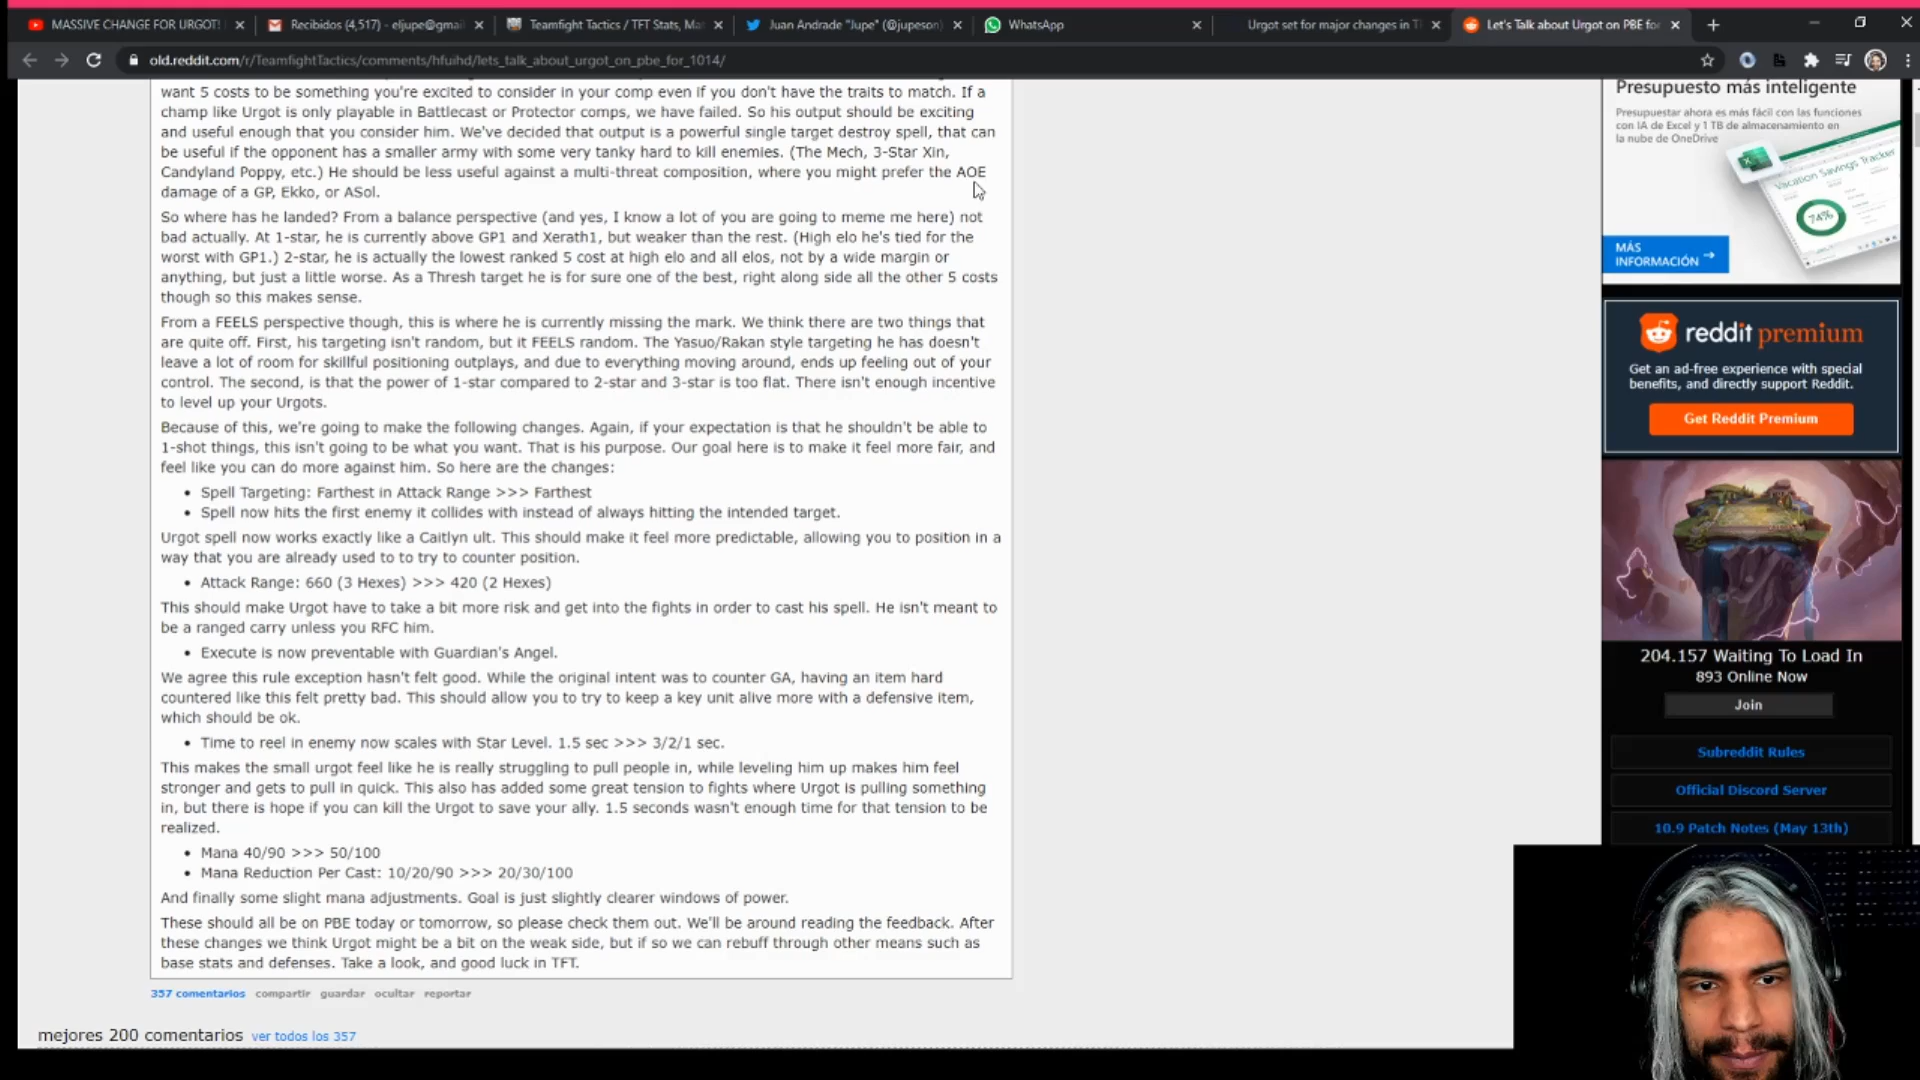 MASSIVE CHANGE FOR URGOT!
Recibidos (4,517) - eljupe@gmai
Teamfight Tactics / TFT Stats, Ma
Juan Andrade "Jupe" (@jupeson)
WhatsApp
Urgot set for major changes in T
Let's Talk about Urgot on PBE fo
old.reddit.com/r/TeamfightTactics/comments/hfuihd/lets_talk_about_urgot_on_pbe_for_1014/
want 5 costs to be something you're excited to consider in your comp even if you don't have the traits to match. If a
champ like Urgot is only playable in Battlecast or Protector comps, we have failed. So his output should be exciting
and useful enough that you consider him. We've decided that output is a powerful single target destroy spell, that can
be useful if the opponent has a smaller army with some very tanky hard to kill enemies. (The Mech, 3-Star Xin,
Candyland Poppy, etc.) He should be less useful against a multi-threat composition, where you might prefer the AOE
damage of a GP, Ekko, or ASol.
So where has he landed? From a balance perspective (and yes, I know a lot of you are going to meme me here) not
bad actually. At 1-star, he is currently above GP1 and Xerath1, but weaker than the rest. (High elo he's tied for the
worst with GP1.) 2-star, he is actually the lowest ranked 5 cost at high elo and all elos, not by a wide margin or
anything, but just a little worse. As a Thresh target he is for sure one of the best, right along side all the other 5 costs
though so this makes sense.
From a FEELS perspective though, this is where he is currently missing the mark. We think there are two things that
are quite off. First, his targeting isn't random, but it FEELS random. The Yasuo/Rakan style targeting he has doesn't
leave a lot of room for skillful positioning outplays, and due to everything moving around, ends up feeling out of your
control. The second, is that the power of 1-star compared to 2-star and 3-star is too flat. There isn't enough incentive
to level up your Urgots.
Because of this, we're going to make the following changes. Again, if your expectation is that he shouldn't be able to
1-shot things, this isn't going to be what you want. That is his purpose. Our goal here is to make it feel more fair, and
feel like you can do more against him. So here are the changes:
• Spell Targeting: Farthest in Attack Range >>> Farthest
• Spell now hits the first enemy it collides with instead of always hitting the intended target.
Urgot spell now works exactly like a Caitlyn ult. This should make it feel more predictable, allowing you to position in a
way that you are already used to to try to counter position.
• Attack Range: 660 (3 Hexes) >>> 420 (2 Hexes)
This should make Urgot have to take a bit more risk and get into the fights in order to cast his spell. He isn't meant to
be a ranged carry unless you RFC him.
• Execute is now preventable with Guardian's Angel.
We agree this rule exception hasn't felt good. While the original intent was to counter GA, having an item hard
countered like this felt pretty bad. This should allow you to try to keep a key unit alive more with a defensive item,
which should be ok.
• Time to reel in enemy now scales with Star Level. 1.5 sec >>> 3/2/1 sec.
This makes the small urgot feel like he is really struggling to pull people in, while leveling him up makes him feel
stronger and gets to pull in quick. This also has added some great tension to fights where Urgot is pulling something
in, but there is hope if you can kill the Urgot to save your ally. 1.5 seconds wasn't enough time for that tension to be
realized.
• Mana 40/90 >>> 50/100
• Mana Reduction Per Cast: 10/20/90 >>> 20/30/100
And finally some slight mana adjustments. Goal is just slightly clearer windows of power.
These should all be on PBE today or tomorrow, so please check them out. We'll be around reading the feedback. After
these changes we think Urgot might be a bit on the weak side, but if so we can rebuff through other means such as
base stats and defenses. Take a look, and good luck in TFT.
357 comentarios compartir guardar ocultar reportar
mejores 200 comentarios ver todos los 357
Presupuesto más inteligente
Presupuestar ahora es más fácil con las funciones
con IA de Excel y 1 TB de almacenamiento en
la nube de OneDrive
Vacation Savings Tracker
74%
MÁS
INFORMACIÓN
reddit premium
Get an ad-free experience with special
benefits, and directly support Reddit.
Get Reddit Premium
204.157 Waiting To Load In
893 Online Now
Join
Subreddit Rules
Official Discord Server
10.9 Patch Notes (May 13th)